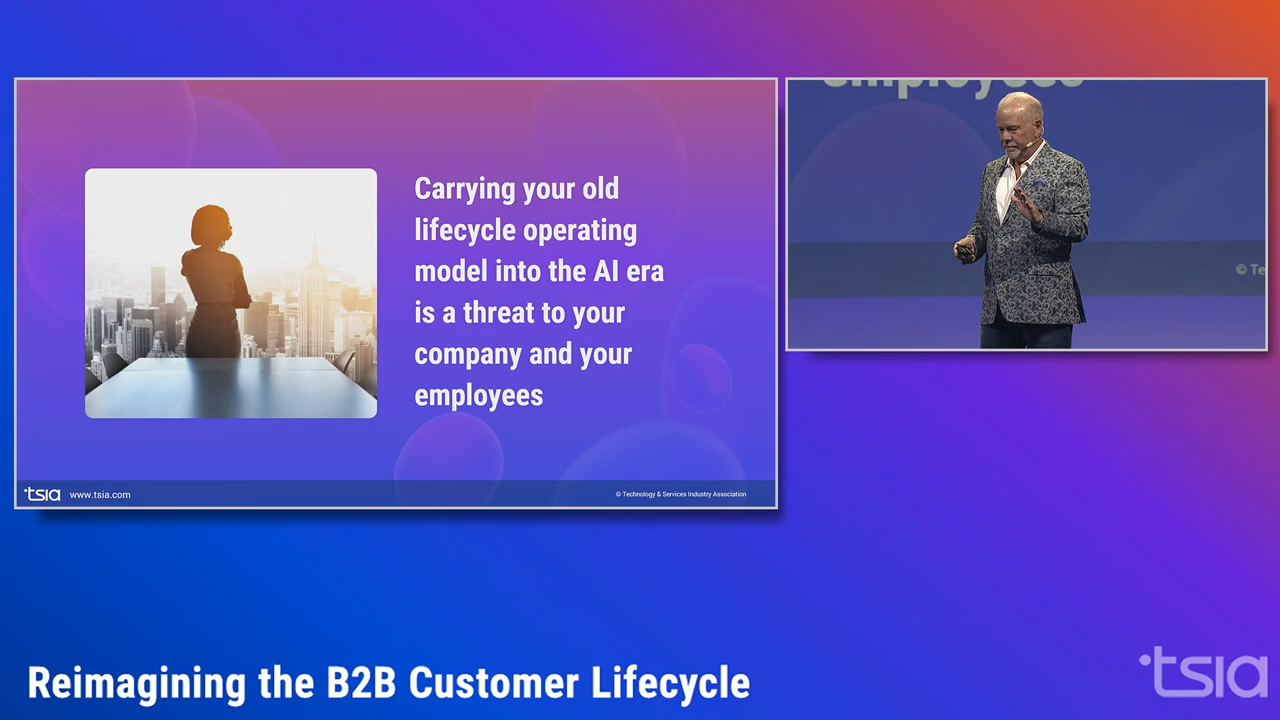 employees
Carrying your old
lifecycle operating
model into the AI era
is a threat to your
company and your
employees
© Te
tsia www.tsia.com
© Technology & Services Industry Association
Reimagining the B2B Customer Lifecycle
tsia